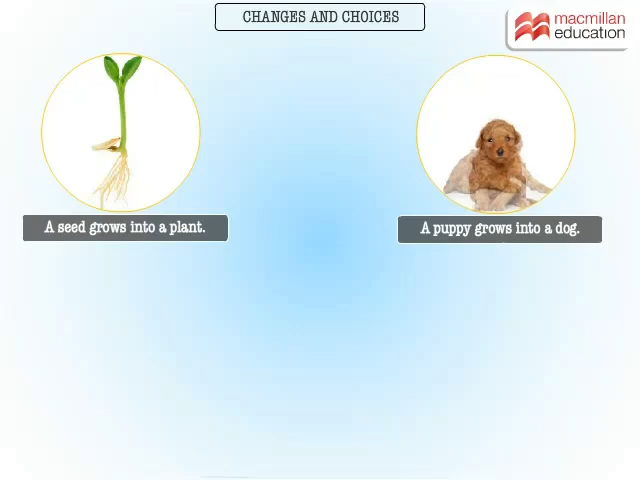 CHANGES AND CHOICES
macmillan
education
A seed grows into a plant.
A puppy grows into a dog.